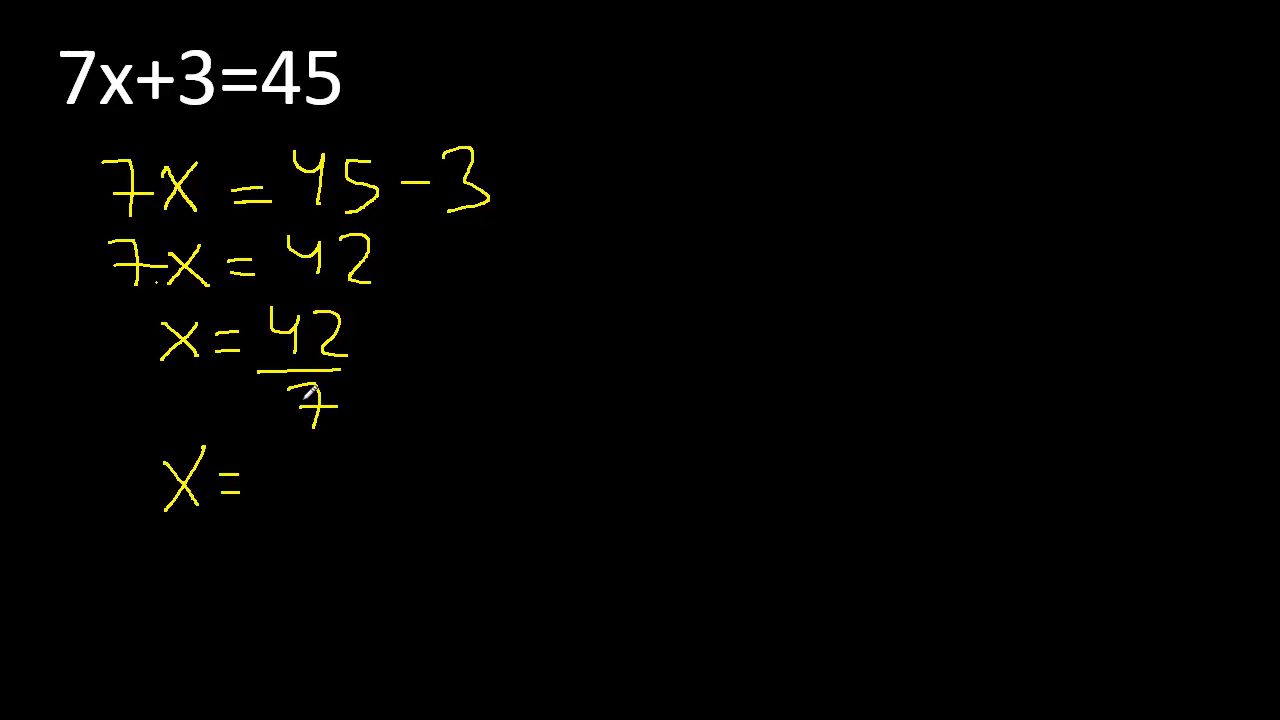 7x+3=45
7x = 45 - 3
7x = 42
x = 42
7
x =